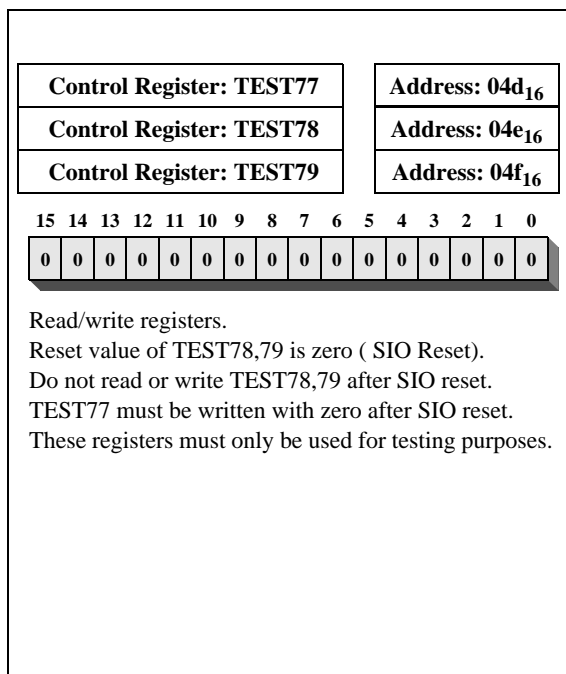 Control Register: TEST77 Address: 04d16
Control Register: TEST78 Address: 04e16
Control Register: TEST79 Address: 04f16
15 14 13 12 11 10 9 8 7 6 5 4 3 2 1 0
0 0 0 0 0 0 0 0 0 0 0 0 0 0 0 0
Read/write registers.
Reset value of TEST78,79 is zero ( SIO Reset).
Do not read or write TEST78,79 after SIO reset.
TEST77 must be written with zero after SIO reset.
These registers must only be used for testing purposes.